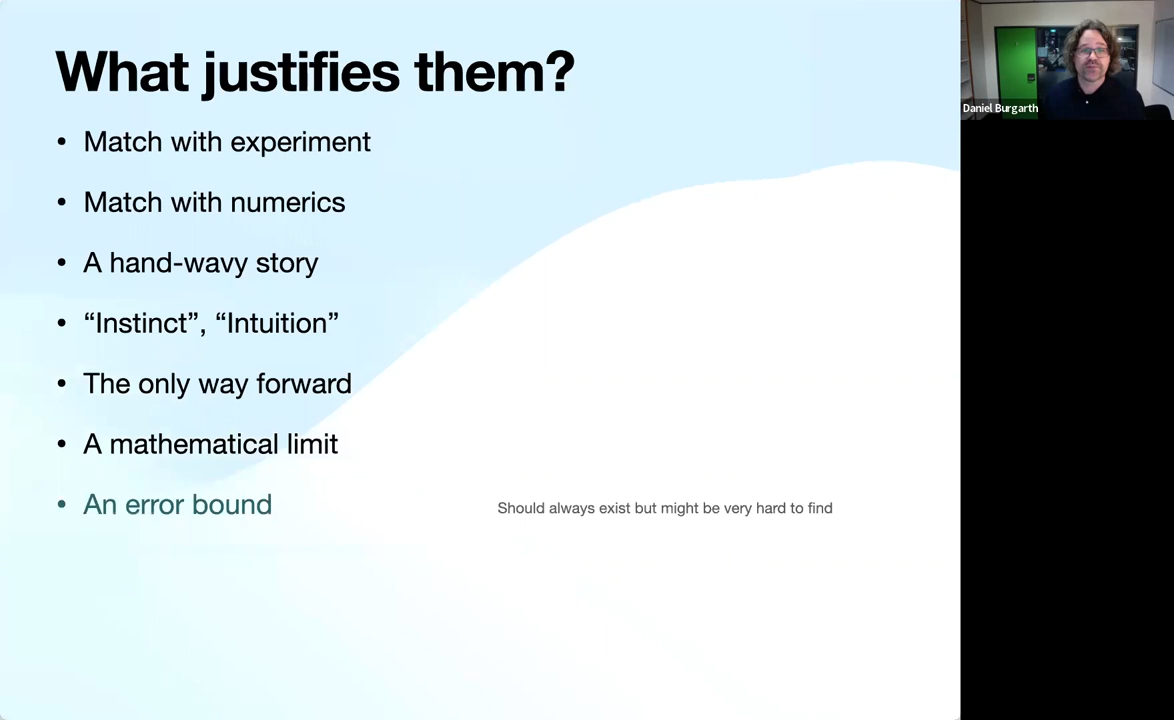 What justifies them?
• Match with experiment
• Match with numerics
• A hand-wavy story
• “Instinct”, “Intuition”
• The only way forward
• A mathematical limit
• An error bound
Should always exist but might be very hard to find
Daniel Burgarth